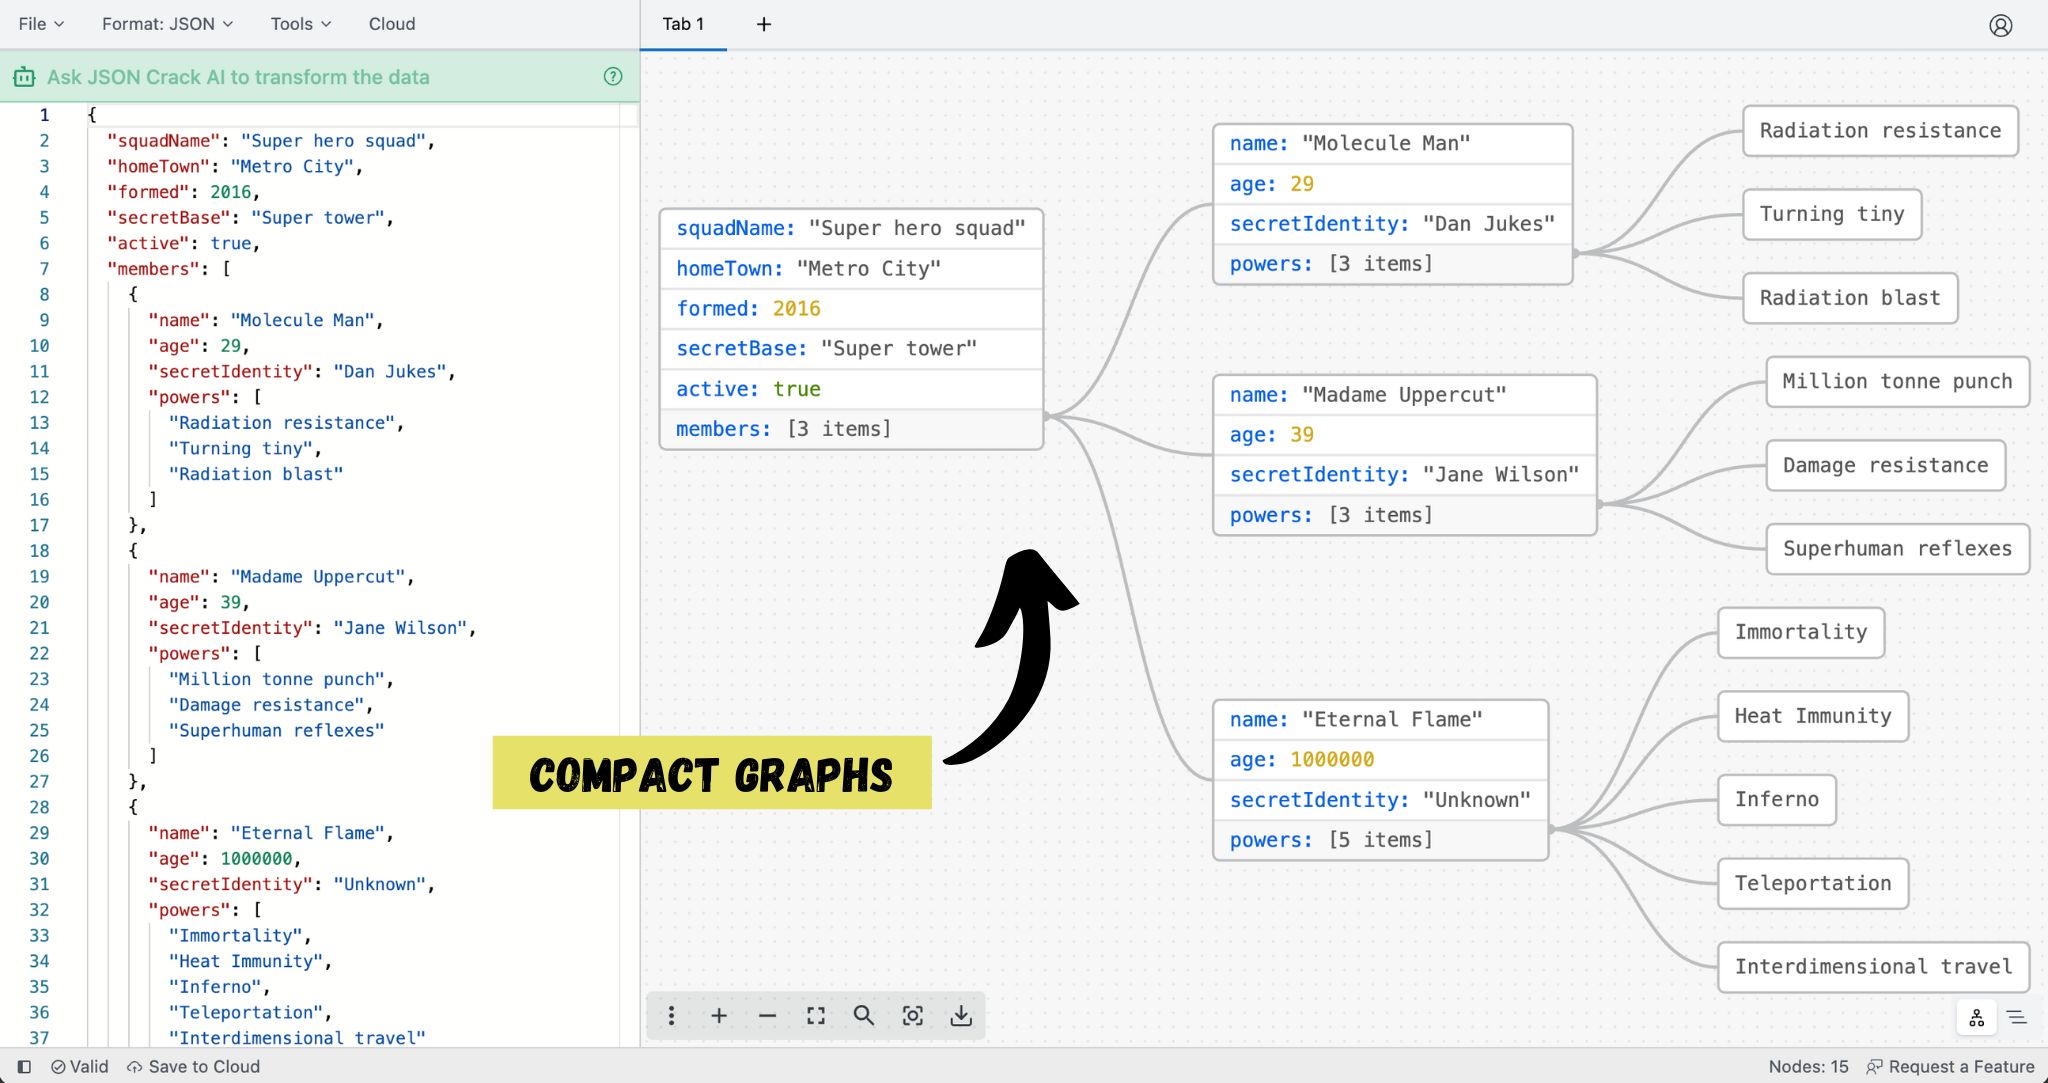 File
Format: JSON
Tools
Cloud
Tab 1
Ask JSON Crack AI to transform the data
1 {
2 "squadName": "Super hero squad",
3 "homeTown": "Metro City",
4 "formed": 2016,
5 "secretBase": "Super tower",
6 "active": true,
7 "members": [
8 {
9 "name": "Molecule Man",
10 "age": 29,
11 "secretIdentity": "Dan Jukes",
12 "powers": [
13 "Radiation resistance",
14 "Turning tiny",
15 "Radiation blast"
16 ]
17 },
18 {
19 "name": "Madame Uppercut",
20 "age": 39,
21 "secretIdentity": "Jane Wilson",
22 "powers": [
23 "Million tonne punch",
24 "Damage resistance",
25 "Superhuman reflexes"
26 ]
27 },
28 {
29 "name": "Eternal Flame",
30 "age": 1000000,
31 "secretIdentity": "Unknown",
32 "powers": [
33 "Immortality",
34 "Heat Immunity",
35 "Inferno",
36 "Teleportation",
37 "Interdimensional travel"
squadName: "Super hero squad"
homeTown: "Metro City"
formed: 2016
secretBase: "Super tower"
active: true
members: [3 items]
name: "Molecule Man"
age: 29
secretIdentity: "Dan Jukes"
powers: [3 items]
Radiation resistance
Turning tiny
Radiation blast
name: "Madame Uppercut"
age: 39
secretIdentity: "Jane Wilson"
powers: [3 items]
Million tonne punch
Damage resistance
Superhuman reflexes
name: "Eternal Flame"
age: 1000000
secretIdentity: "Unknown"
powers: [5 items]
Immortality
Heat Immunity
Inferno
Teleportation
Interdimensional travel
COMPACT GRAPHS
Valid
Save to Cloud
Nodes: 15
Request a Feature